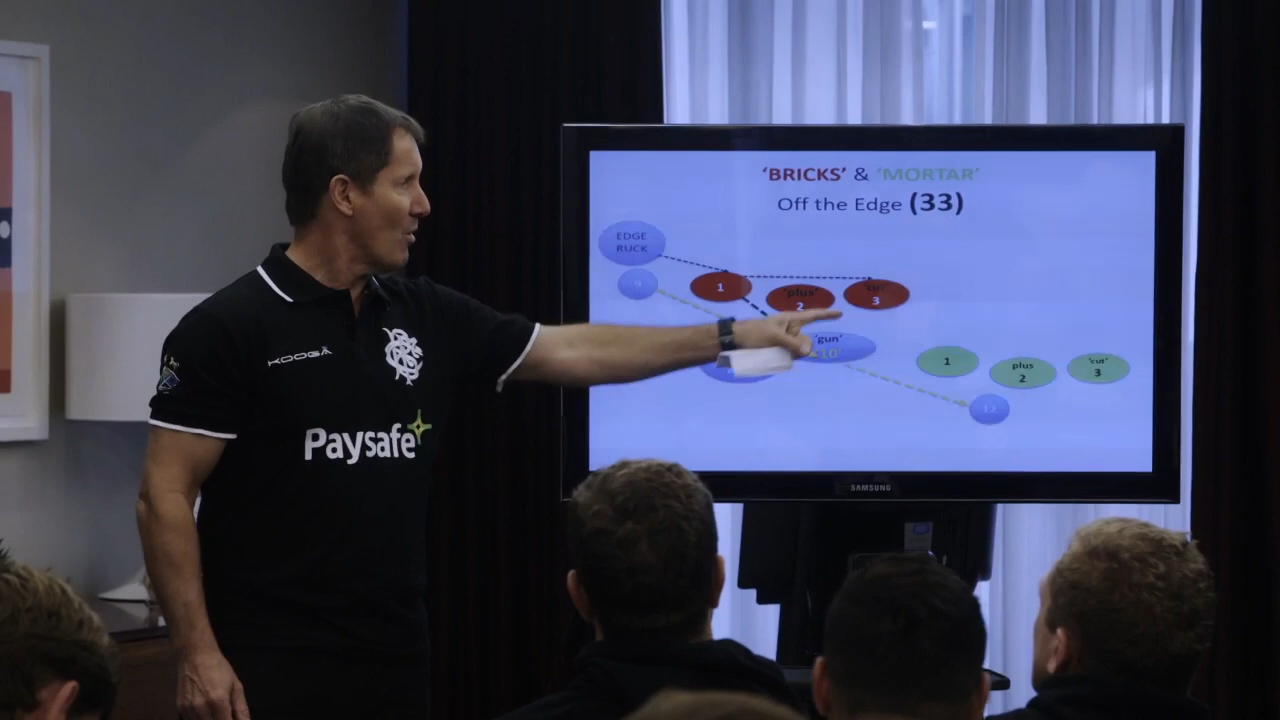 'BRICKS' & 'MORTAR'
Off the Edge (33)
EDGE
RUCK
9
1
'plus'
2
3
'gun'
10
1
plus
2
'cut'
3
12
SAMSUNG
KOOGA
Paysafe